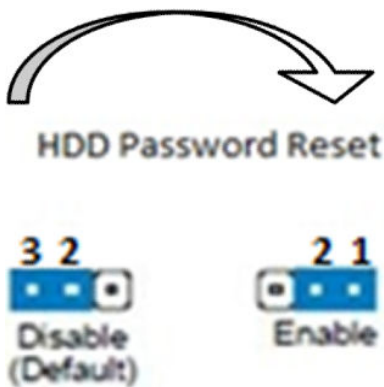 HDD Password Reset
3 2
2 1
Disable
(Default)
Enable